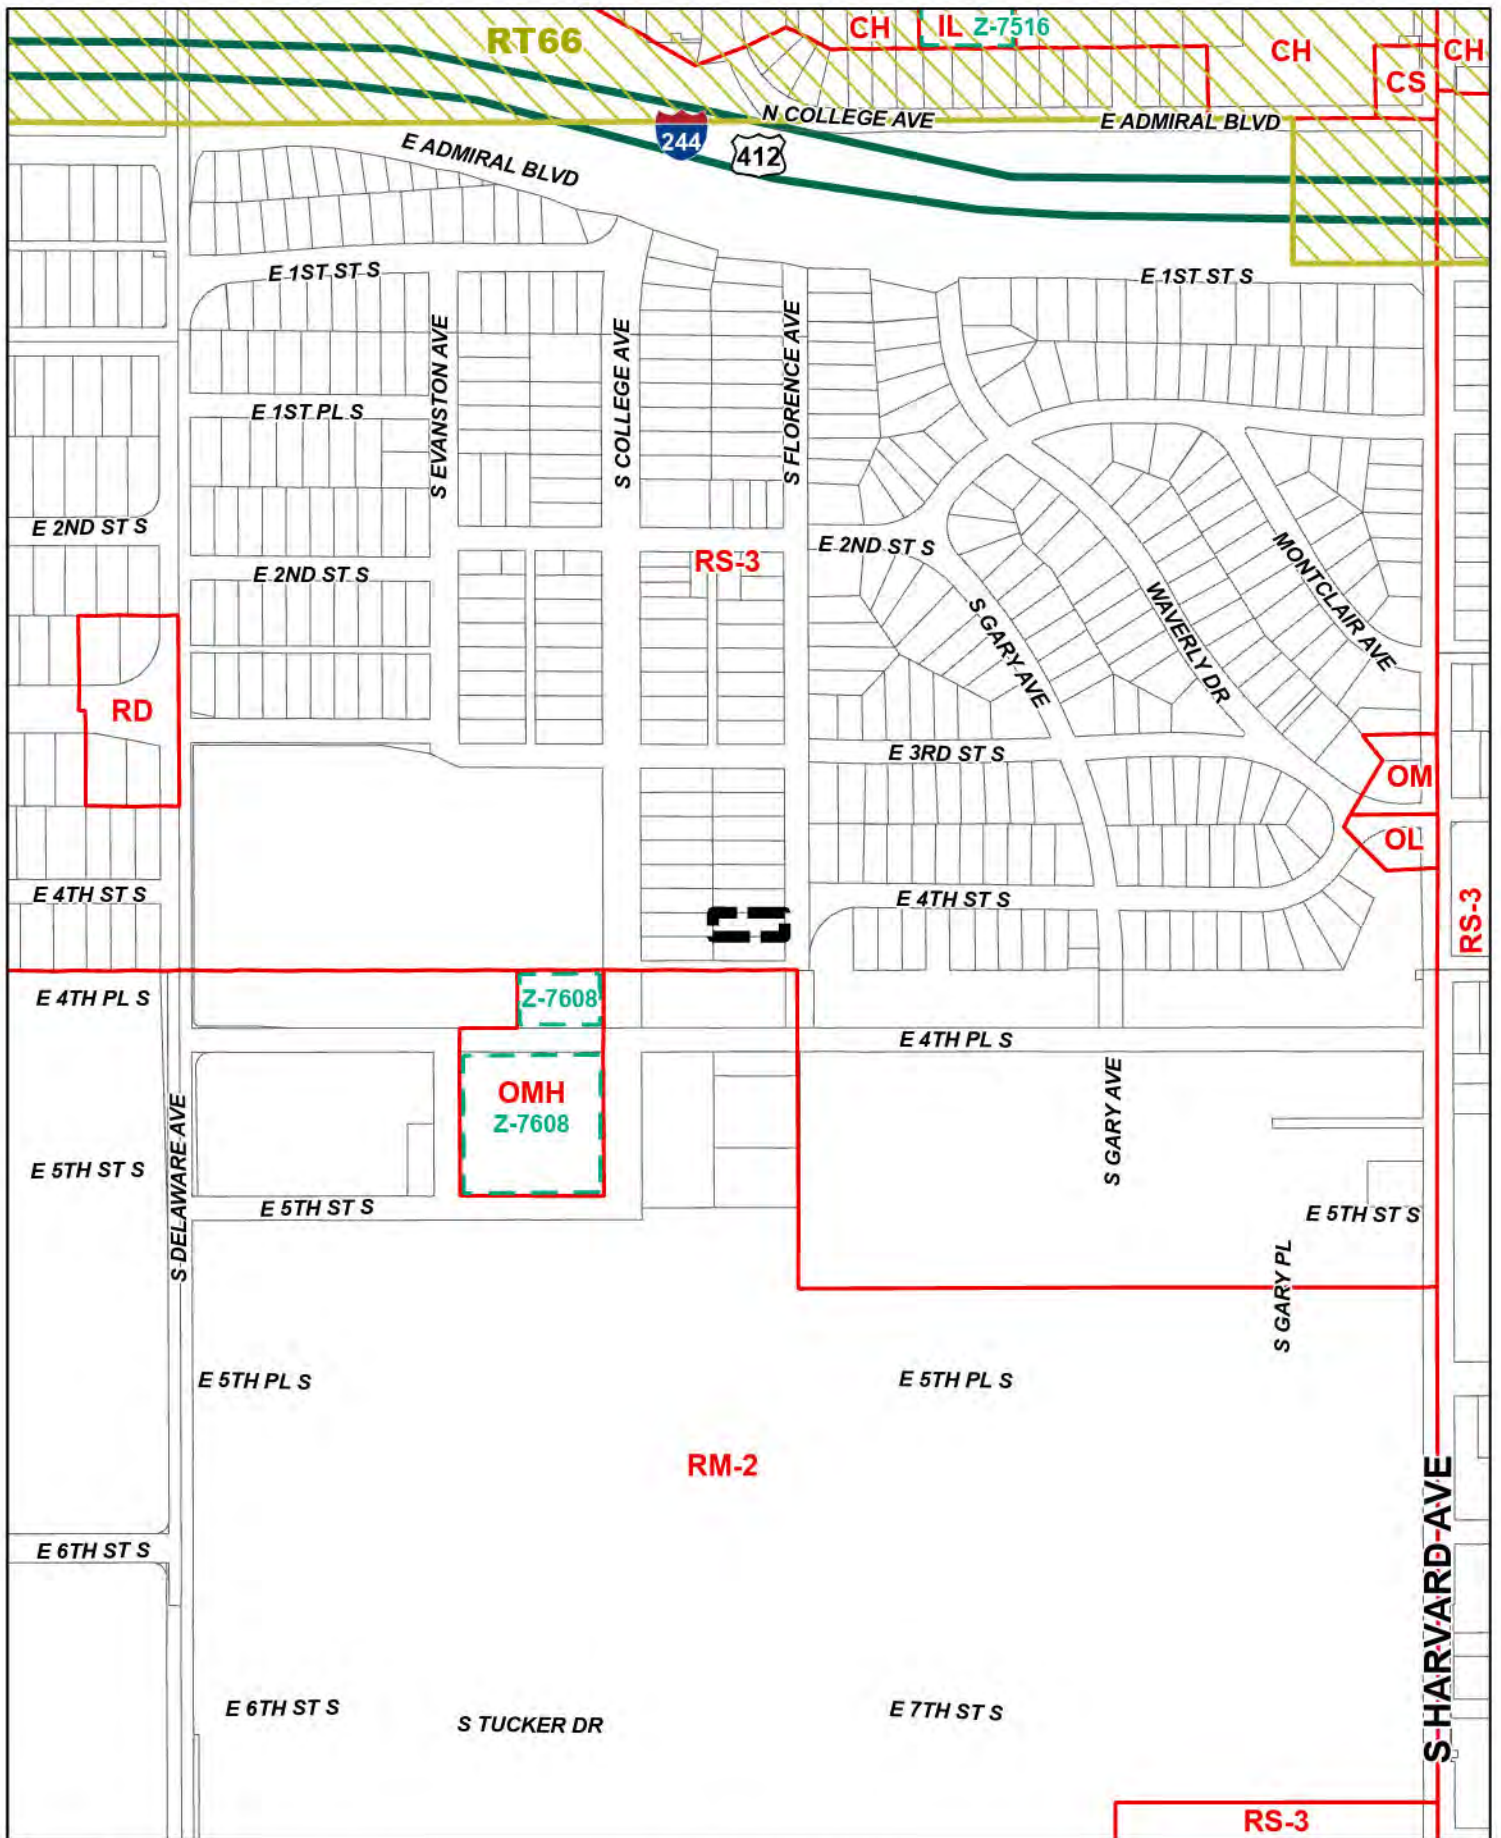 CH
IL
Z-7516
RT66
CH
CH
CS
N COLLEGE AVE
E ADMIRAL BLVD
244
412
E ADMIRAL BLVD
E 1ST ST S
E 1ST ST S
S EVANSTON AVE
S COLLEGE AVE
S FLORENCE AVE
E 1ST PL S
E 2ND ST S
E 2ND ST S
RS-3
E 2ND ST S
MONTCLAIR AVE
WAVERLY DR
S GARY AVE
RD
E 3RD ST S
OM
OL
E 4TH ST S
E 4TH ST S
RS-3
E 4TH PL S
Z-7608
E 4TH PL S
OMH
Z-7608
S GARY AVE
S DELAWARE AVE
E 5TH ST S
E 5TH ST S
E 5TH ST S
S GARY PL
E 5TH PL S
E 5TH PL S
RM-2
S HARVARD AVE
E 6TH ST S
E 6TH ST S
S TUCKER DR
E 7TH ST S
RS-3